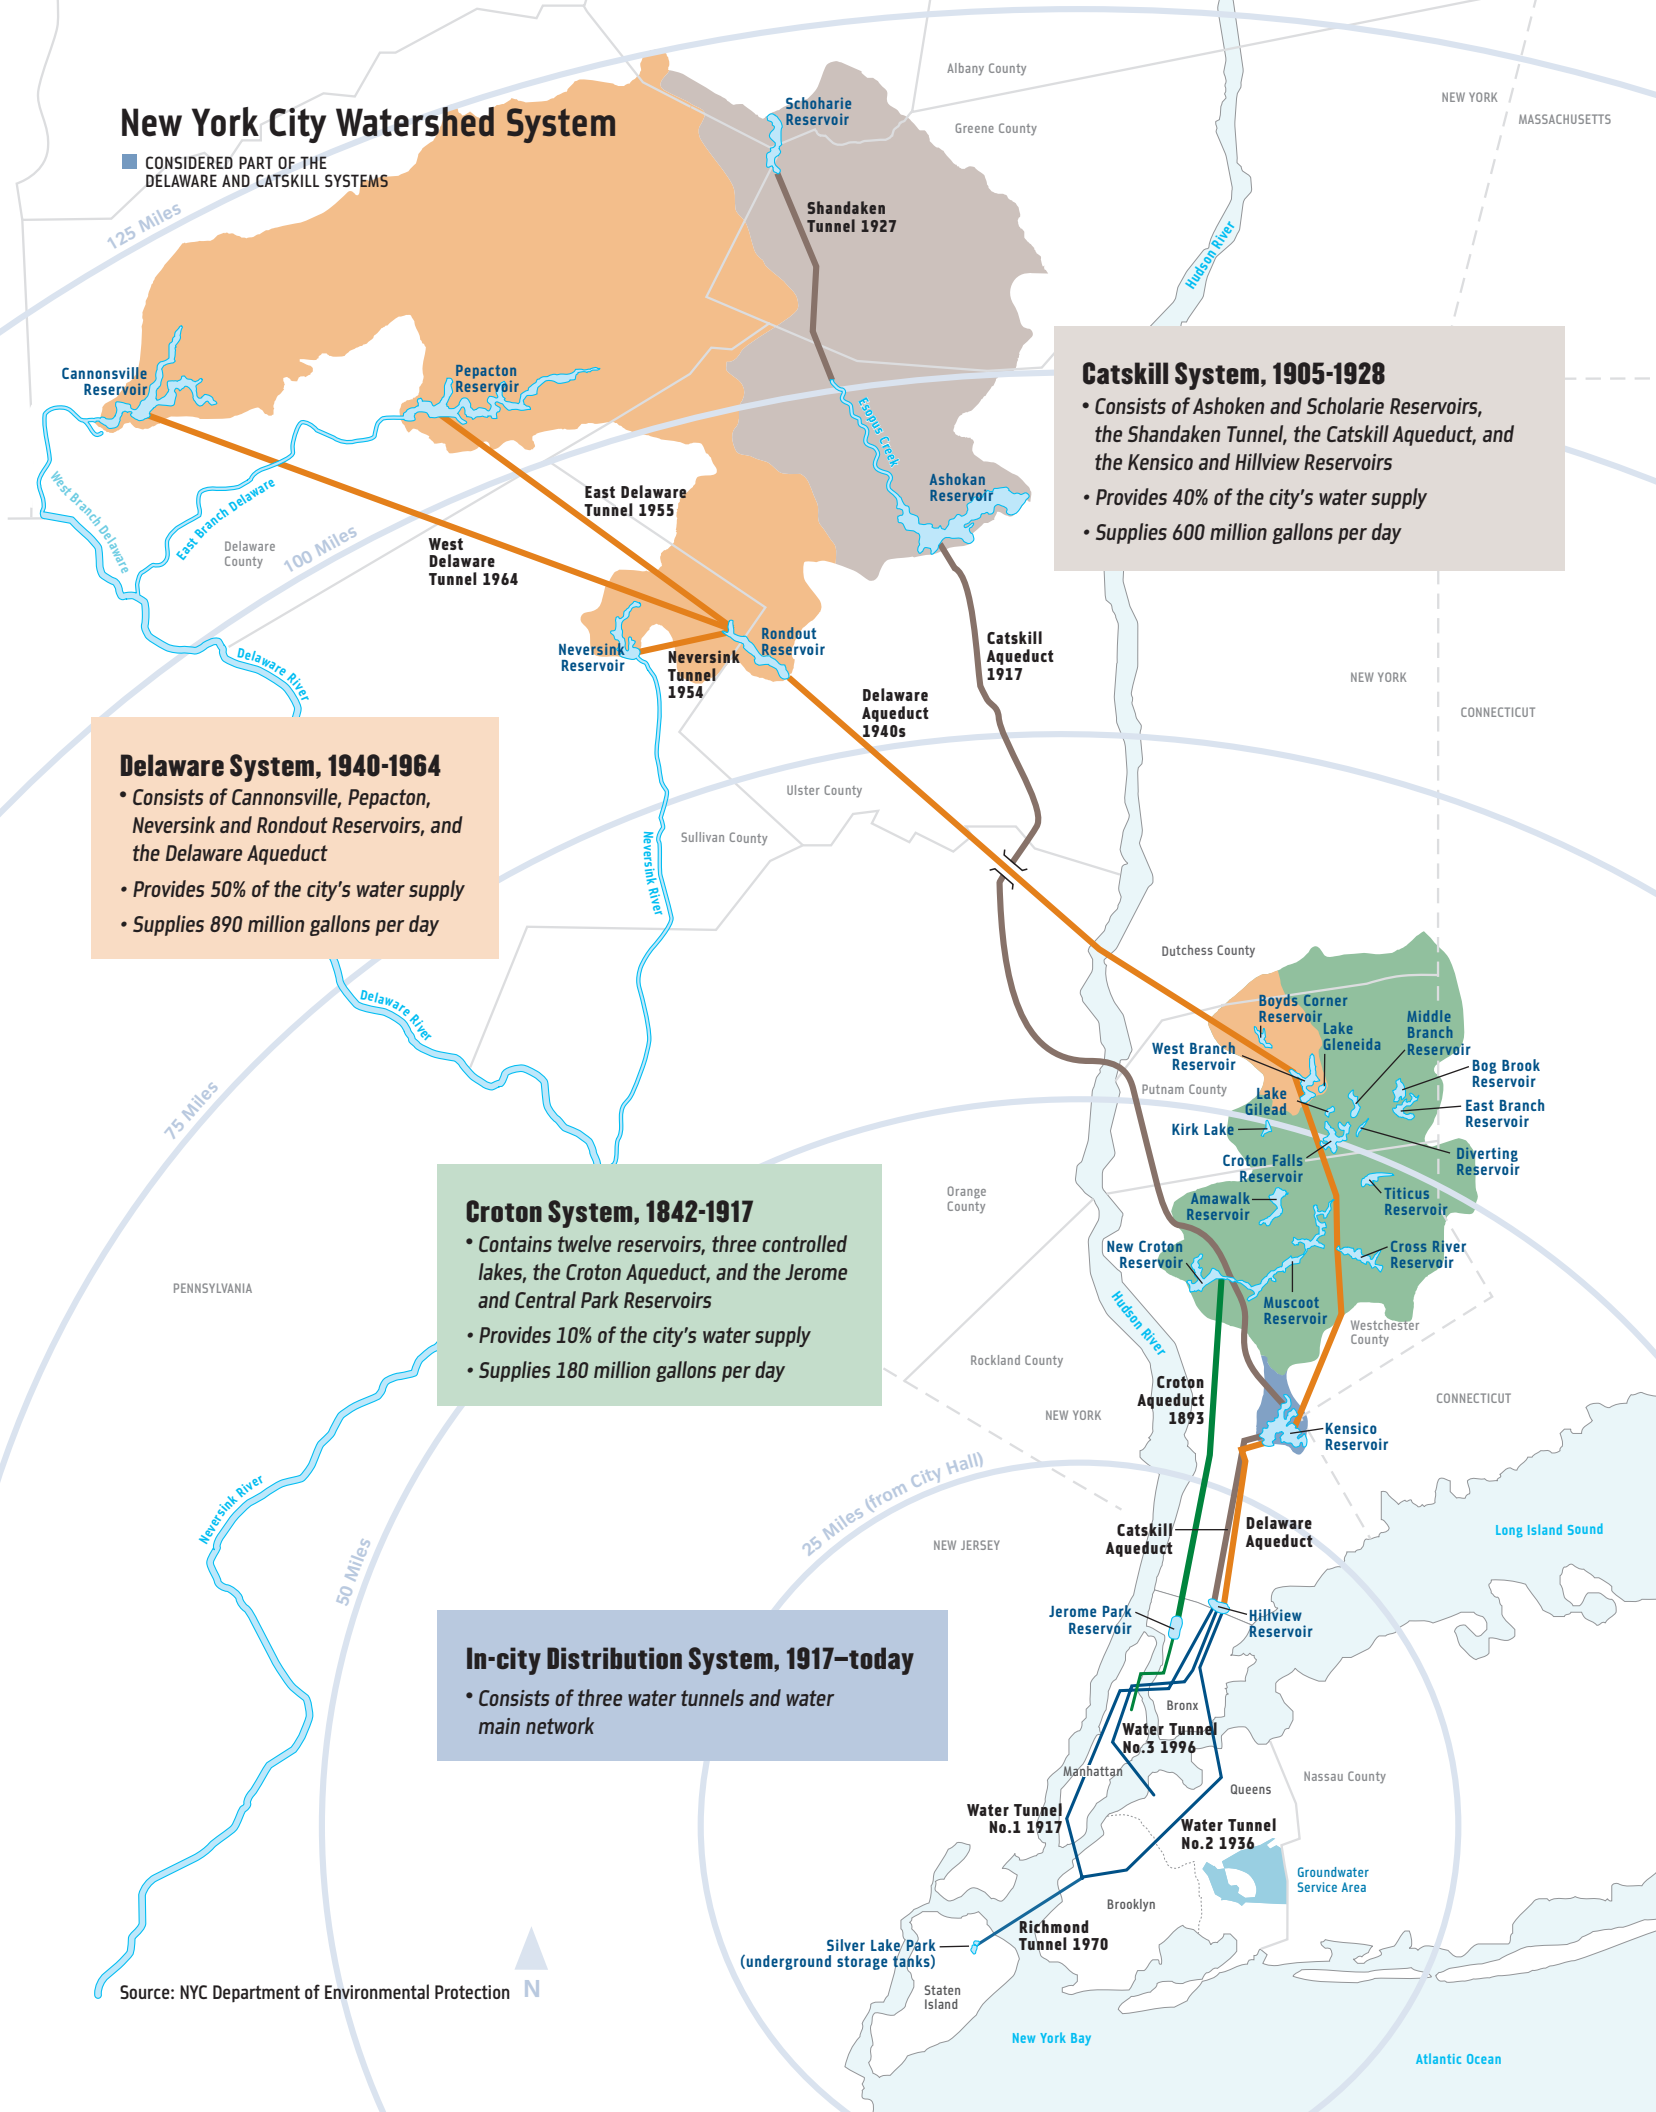 New York City Watershed System
CONSIDERED PART OF THE
DELAWARE AND CATSKILL SYSTEMS
125 Miles
Albany County
Greene County
NEW YORK
MASSACHUSETTS
Schoharie
Reservoir
Shandaken
Tunnel 1927
Hudson River
Cannonsville
Reservoir
Pepacton
Reservoir
Esopus Creek
Ashokan
Reservoir
Catskill System, 1905-1928
• Consists of Ashoken and Scholarie Reservoirs,
the Shandaken Tunnel, the Catskill Aqueduct, and
the Kensico and Hillview Reservoirs
• Provides 40% of the city's water supply
• Supplies 600 million gallons per day
West Branch Delaware
East Branch Delaware
Delaware
County
100 Miles
East Delaware
Tunnel 1955
West
Delaware
Tunnel 1964
Delaware River
Neversink
Reservoir
Neversink
Tunnel
1954
Rondout
Reservoir
Catskill
Aqueduct
1917
Delaware
Aqueduct
1940s
NEW YORK
CONNECTICUT
Delaware System, 1940-1964
• Consists of Cannonsville, Pepacton,
Neversink and Rondout Reservoirs, and
the Delaware Aqueduct
• Provides 50% of the city's water supply
• Supplies 890 million gallons per day
Ulster County
Sullivan County
Neversink River
Delaware River
75 Miles
Dutchess County
Boyds Corner
Reservoir
Lake
Gleneida
Middle
Branch
Reservoir
West Branch
Reservoir
Bog Brook
Reservoir
Putnam County
Lake
Gilead
East Branch
Reservoir
Kirk Lake
Croton Falls
Reservoir
Diverting
Reservoir
Amawalk
Reservoir
Titicus
Reservoir
Orange
County
New Croton
Reservoir
Cross River
Reservoir
Muscoot
Reservoir
Westchester
County
Hudson River
PENNSYLVANIA
Croton System, 1842-1917
• Contains twelve reservoirs, three controlled
lakes, the Croton Aqueduct, and the Jerome
and Central Park Reservoirs
• Provides 10% of the city's water supply
• Supplies 180 million gallons per day
Rockland County
NEW YORK
Croton
Aqueduct
1893
CONNECTICUT
Kensico
Reservoir
Neversink River
50 Miles
25 Miles (from City Hall)
NEW JERSEY
Catskill
Aqueduct
Delaware
Aqueduct
Long Island Sound
Jerome Park
Reservoir
Hillview
Reservoir
In-city Distribution System, 1917–today
• Consists of three water tunnels and water
main network
Bronx
Water Tunnel
No.3 1996
Manhattan
Queens
Nassau County
Water Tunnel
No.1 1917
Water Tunnel
No.2 1936
Groundwater
Service Area
Brooklyn
Richmond
Tunnel 1970
Silver Lake Park
(underground storage tanks)
Staten
Island
Source: NYC Department of Environmental Protection
N
New York Bay
Atlantic Ocean